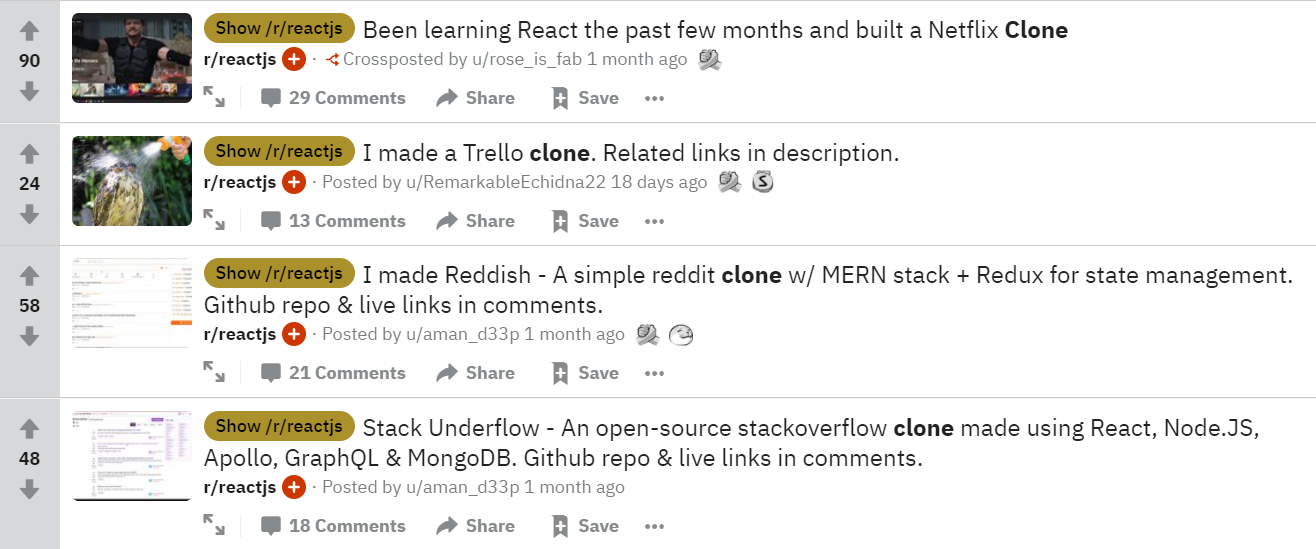 Show /r/reactjs Been learning React the past few months and built a Netflix Clone
90
r/reactjs · Crossposted by u/rose_is_fab 1 month ago
29 Comments Share Save
Show /r/reactjs I made a Trello clone. Related links in description.
24
r/reactjs · Posted by u/RemarkableEchidna22 18 days ago
13 Comments Share Save
Show /r/reactjs I made Reddish - A simple reddit clone w/ MERN stack + Redux for state management.
58
Github repo & live links in comments.
r/reactjs · Posted by u/aman_d33p 1 month ago
21 Comments Share Save
Show /r/reactjs Stack Underflow - An open-source stackoverflow clone made using React, Node.JS,
48
Apollo, GraphQL & MongoDB. Github repo & live links in comments.
r/reactjs · Posted by u/aman_d33p 1 month ago
18 Comments Share Save